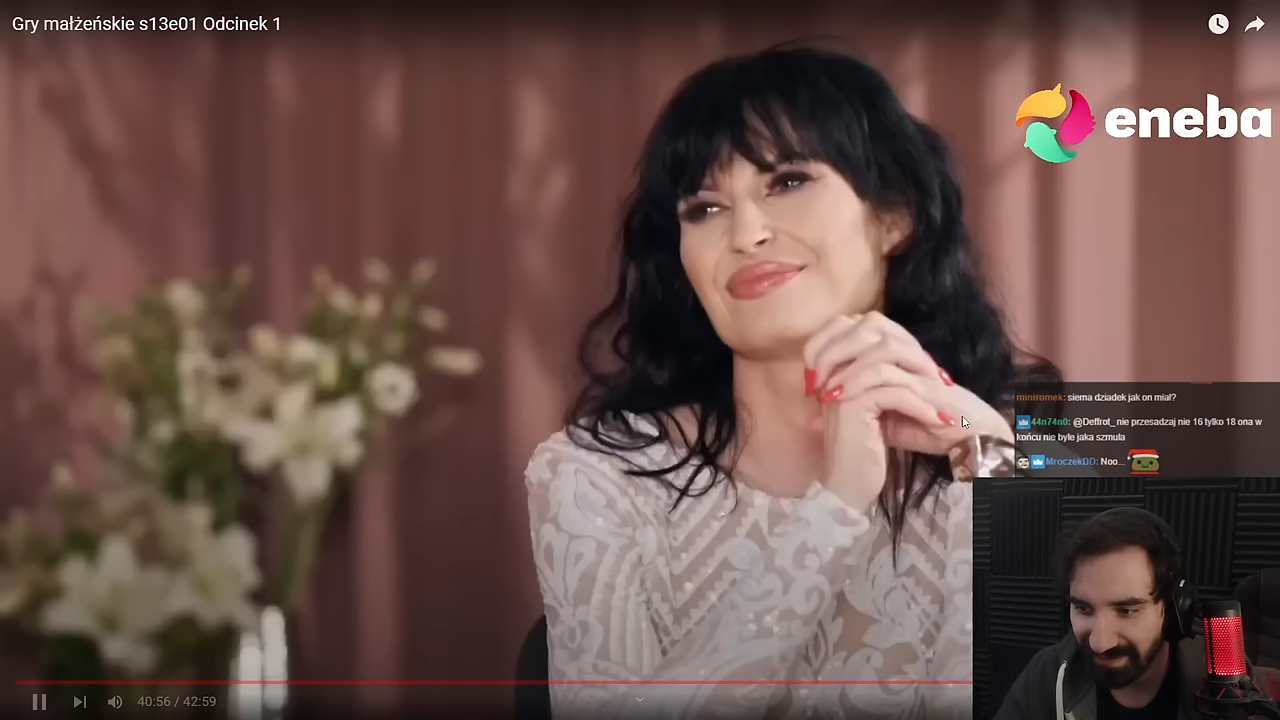 Gry małżeńskie s13e01 Odcinek 1
eneba
miniromek: siema dziadek jak on miał?
44n74n0: @Deffrot_ nie przesadzaj nie 16 tylko 18 ona w
końcu nie byle jaka szmula
MroczekDD: Noo...
40:56 / 42:59